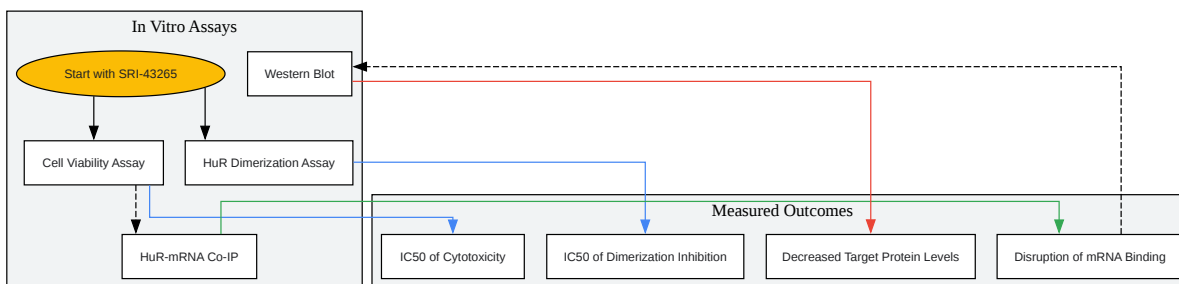 In Vitro Assays
Start with SRI-43265
Western Blot
Cell Viability Assay
HuR Dimerization Assay
HuR-mRNA Co-IP
Measured Outcomes
IC50 of Cytotoxicity
IC50 of Dimerization Inhibition
Decreased Target Protein Levels
Disruption of mRNA Binding